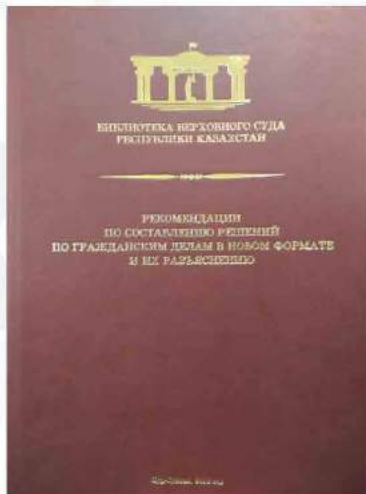 БИБЛИОТЕКА ВЕРХОВНОГО СУДА
РЕСПУБЛИКИ КАЗАХСТАН
РЕКОМЕНДАЦИИ
ПО СОСТАВЛЕНИЮ РЕШЕНИЙ
ПО ГРАЖДАНСКИМ ДЕЛАМ В НОВОМ ФОРМАТЕ
И ИХ РАЗЪЯСНЕНИЮ